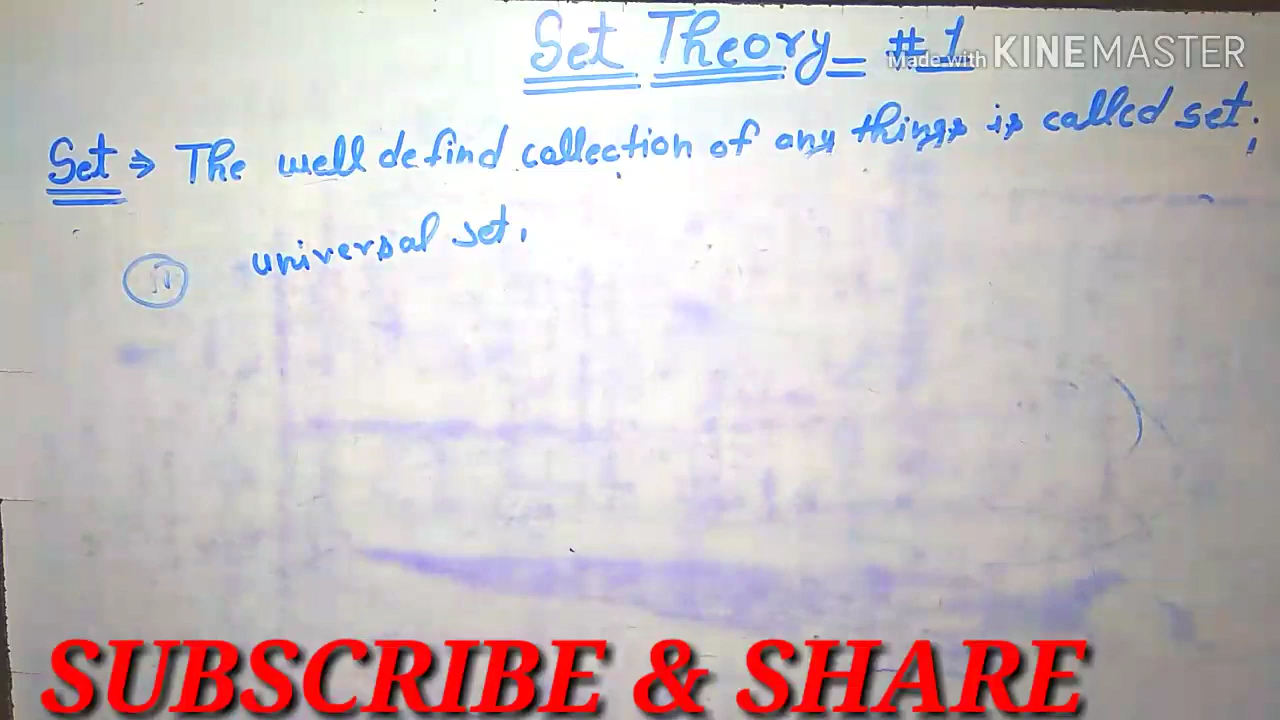 Set Theory = #1
Made with KINEMASTER
Set ⇒ The well defind collection of any things is called set.
universal set.
SUBSCRIBE & SHARE